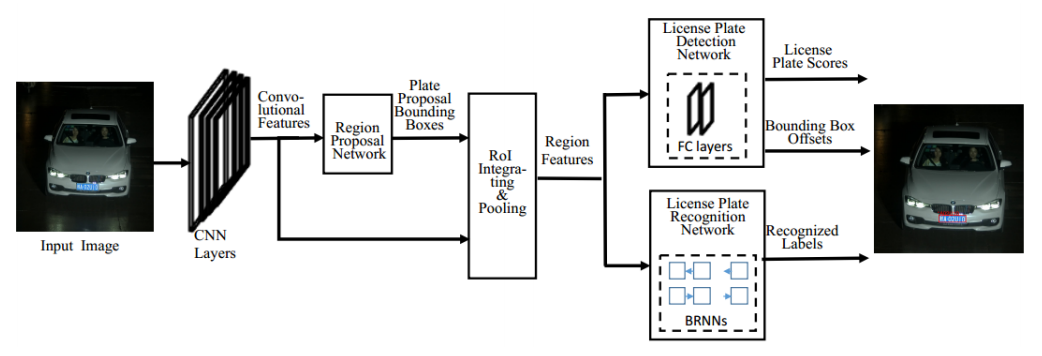 Input Image
CNN
Layers
Convo-
lutional
Features
Region
Proposal
Network
Plate
Proposal
Bounding
Boxes
RoI
Integra-
ting
&
Pooling
Region
Features
License Plate
Detection
Network
FC layers
License
Plate Scores
Bounding Box
Offsets
License Plate
Recognition
Network
BRNNs
Recognized
Labels